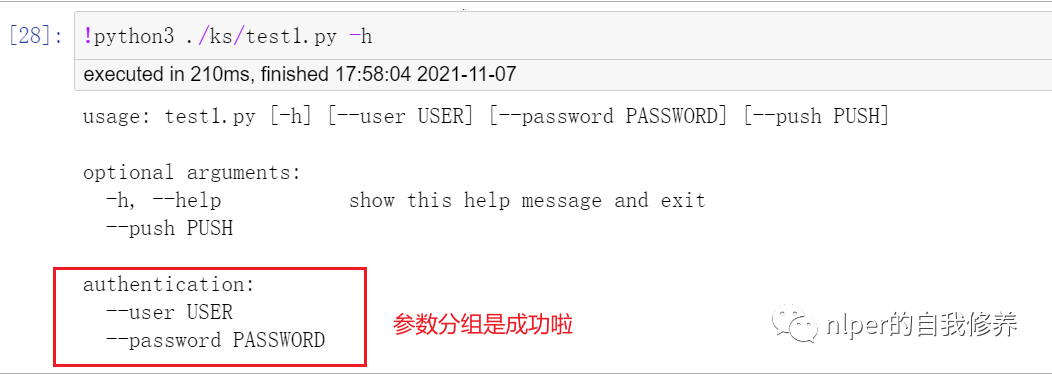 [28]: !python3 ./ks/test1.py -h
executed in 210ms, finished 17:58:04 2021-11-07
usage: test1.py [-h] [--user USER] [--password PASSWORD] [--push PUSH]
optional arguments:
-h, --help show this help message and exit
--push PUSH
authentication:
--user USER
--password PASSWORD
参数分组是成功啦
nlper的自我修养